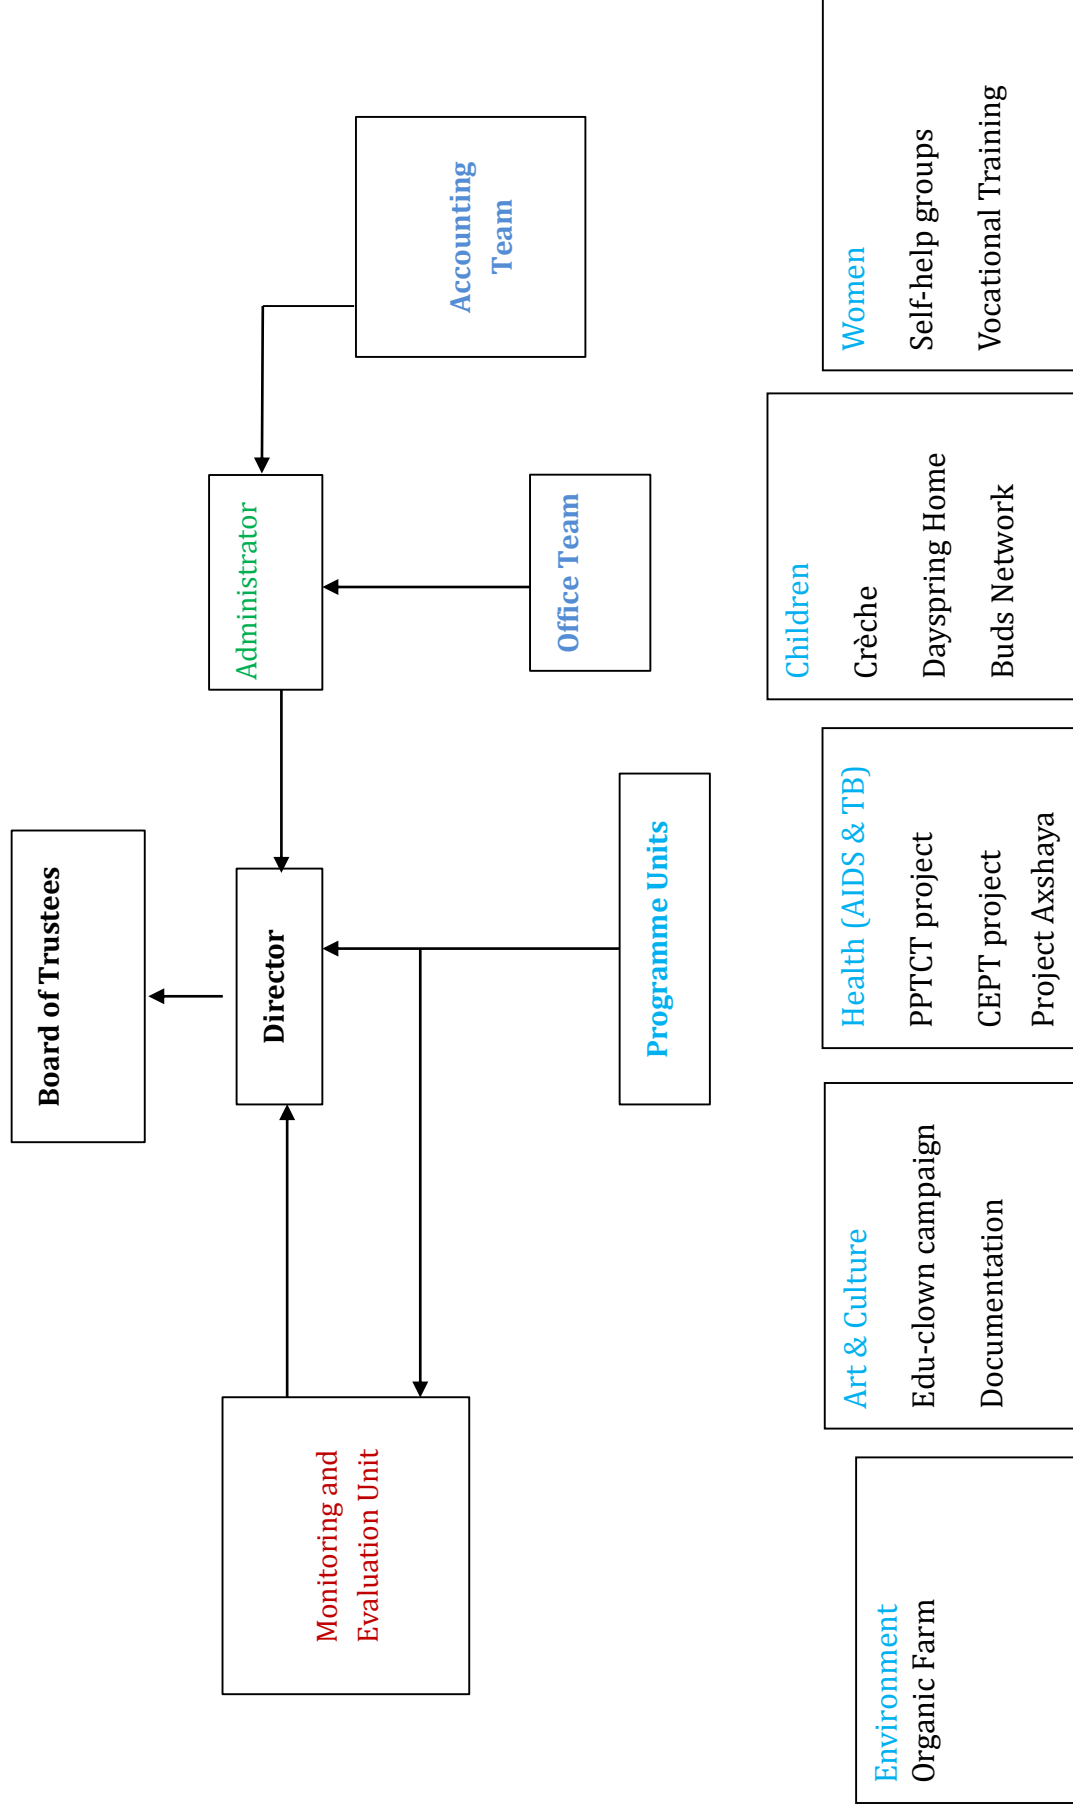 Board of Trustees
Director
Administrator
Monitoring and
Evaluation Unit
Accounting
Team
Office Team
Programme Units
Environment
Organic Farm
Art & Culture
Edu-clown campaign
Documentation
Health (AIDS & TB)
PPTCT project
CEPT project
Project Axshaya
Children
Crèche
Dayspring Home
Buds Network
Women
Self-help groups
Vocational Training